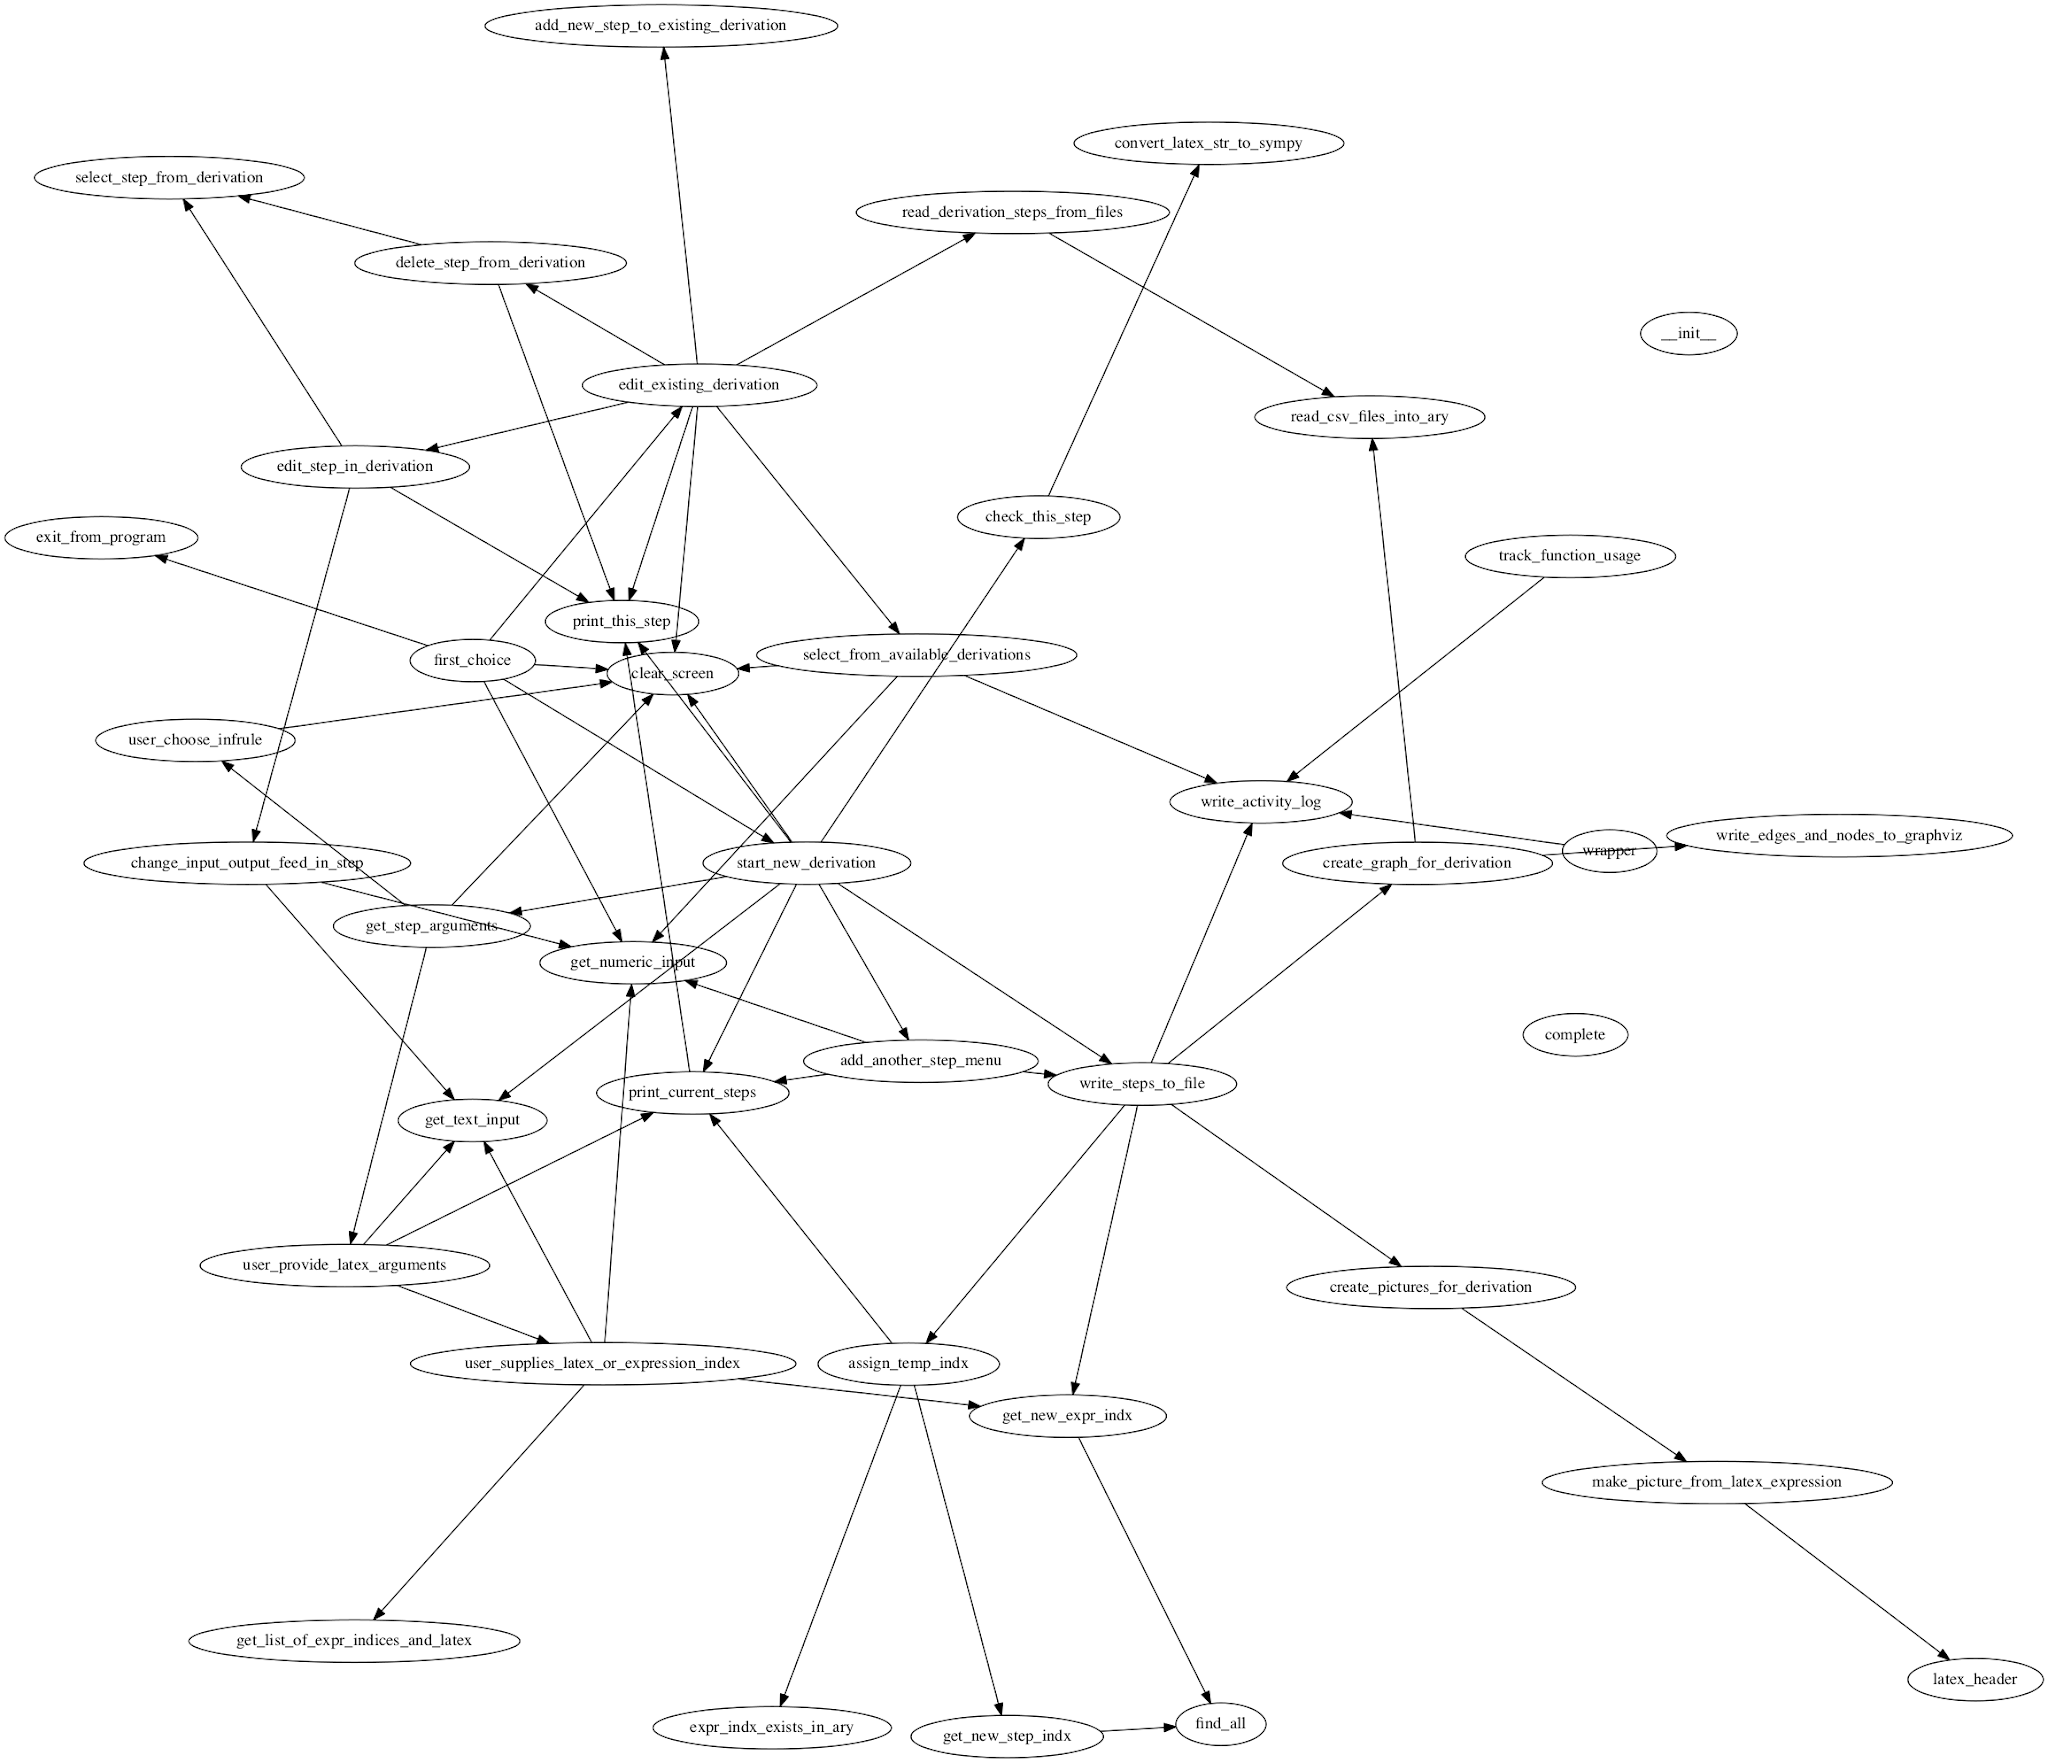 add_new_step_to_existing_derivation
convert_latex_str_to_sympy
select_step_from_derivation
read_derivation_steps_from_files
delete_step_from_derivation
__init__
edit_existing_derivation
read_csv_files_into_ary
edit_step_in_derivation
check_this_step
exit_from_program
track_function_usage
print_this_step
first_choice
select_from_available_derivations
clear_screen
user_choose_infrule
write_activity_log
write_edges_and_nodes_to_graphviz
wrapper
change_input_output_feed_in_step
start_new_derivation
create_graph_for_derivation
get_step_arguments
get_numeric_input
complete
add_another_step_menu
write_steps_to_file
print_current_steps
get_text_input
user_provide_latex_arguments
create_pictures_for_derivation
user_supplies_latex_or_expression_index
assign_temp_indx
get_new_expr_indx
make_picture_from_latex_expression
get_list_of_expr_indices_and_latex
latex_header
expr_indx_exists_in_ary
get_new_step_indx
find_all